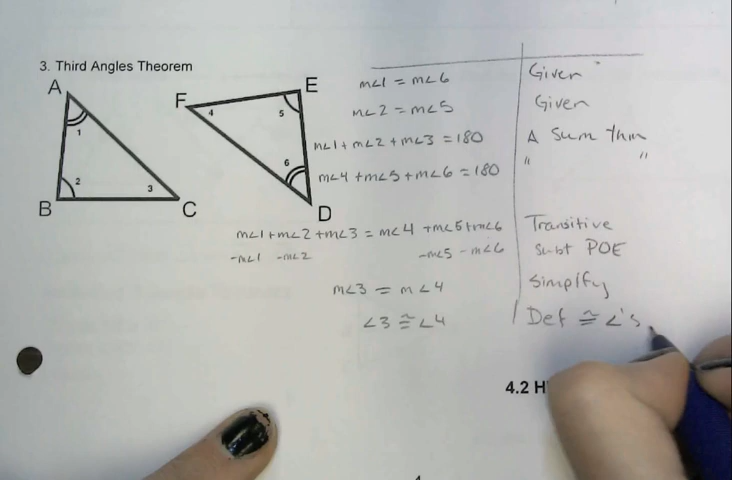 3. Third Angles Theorem
A
B
C
1
2
3
F
E
D
4
5
6
m∠1 = m∠6 Given
m∠2 = m∠5 Given
m∠1 + m∠2 + m∠3 = 180 Δ Sum thm
m∠4 + m∠5 + m∠6 = 180 " "
m∠1 + m∠2 + m∠3 = m∠4 + m∠5 + m∠6 Transitive
-m∠1 -m∠2 -m∠5 -m∠6 Subt POE
m∠3 = m∠4 Simplify
∠3 ≅ ∠4 Def ≅ ∠'s
4.2 H